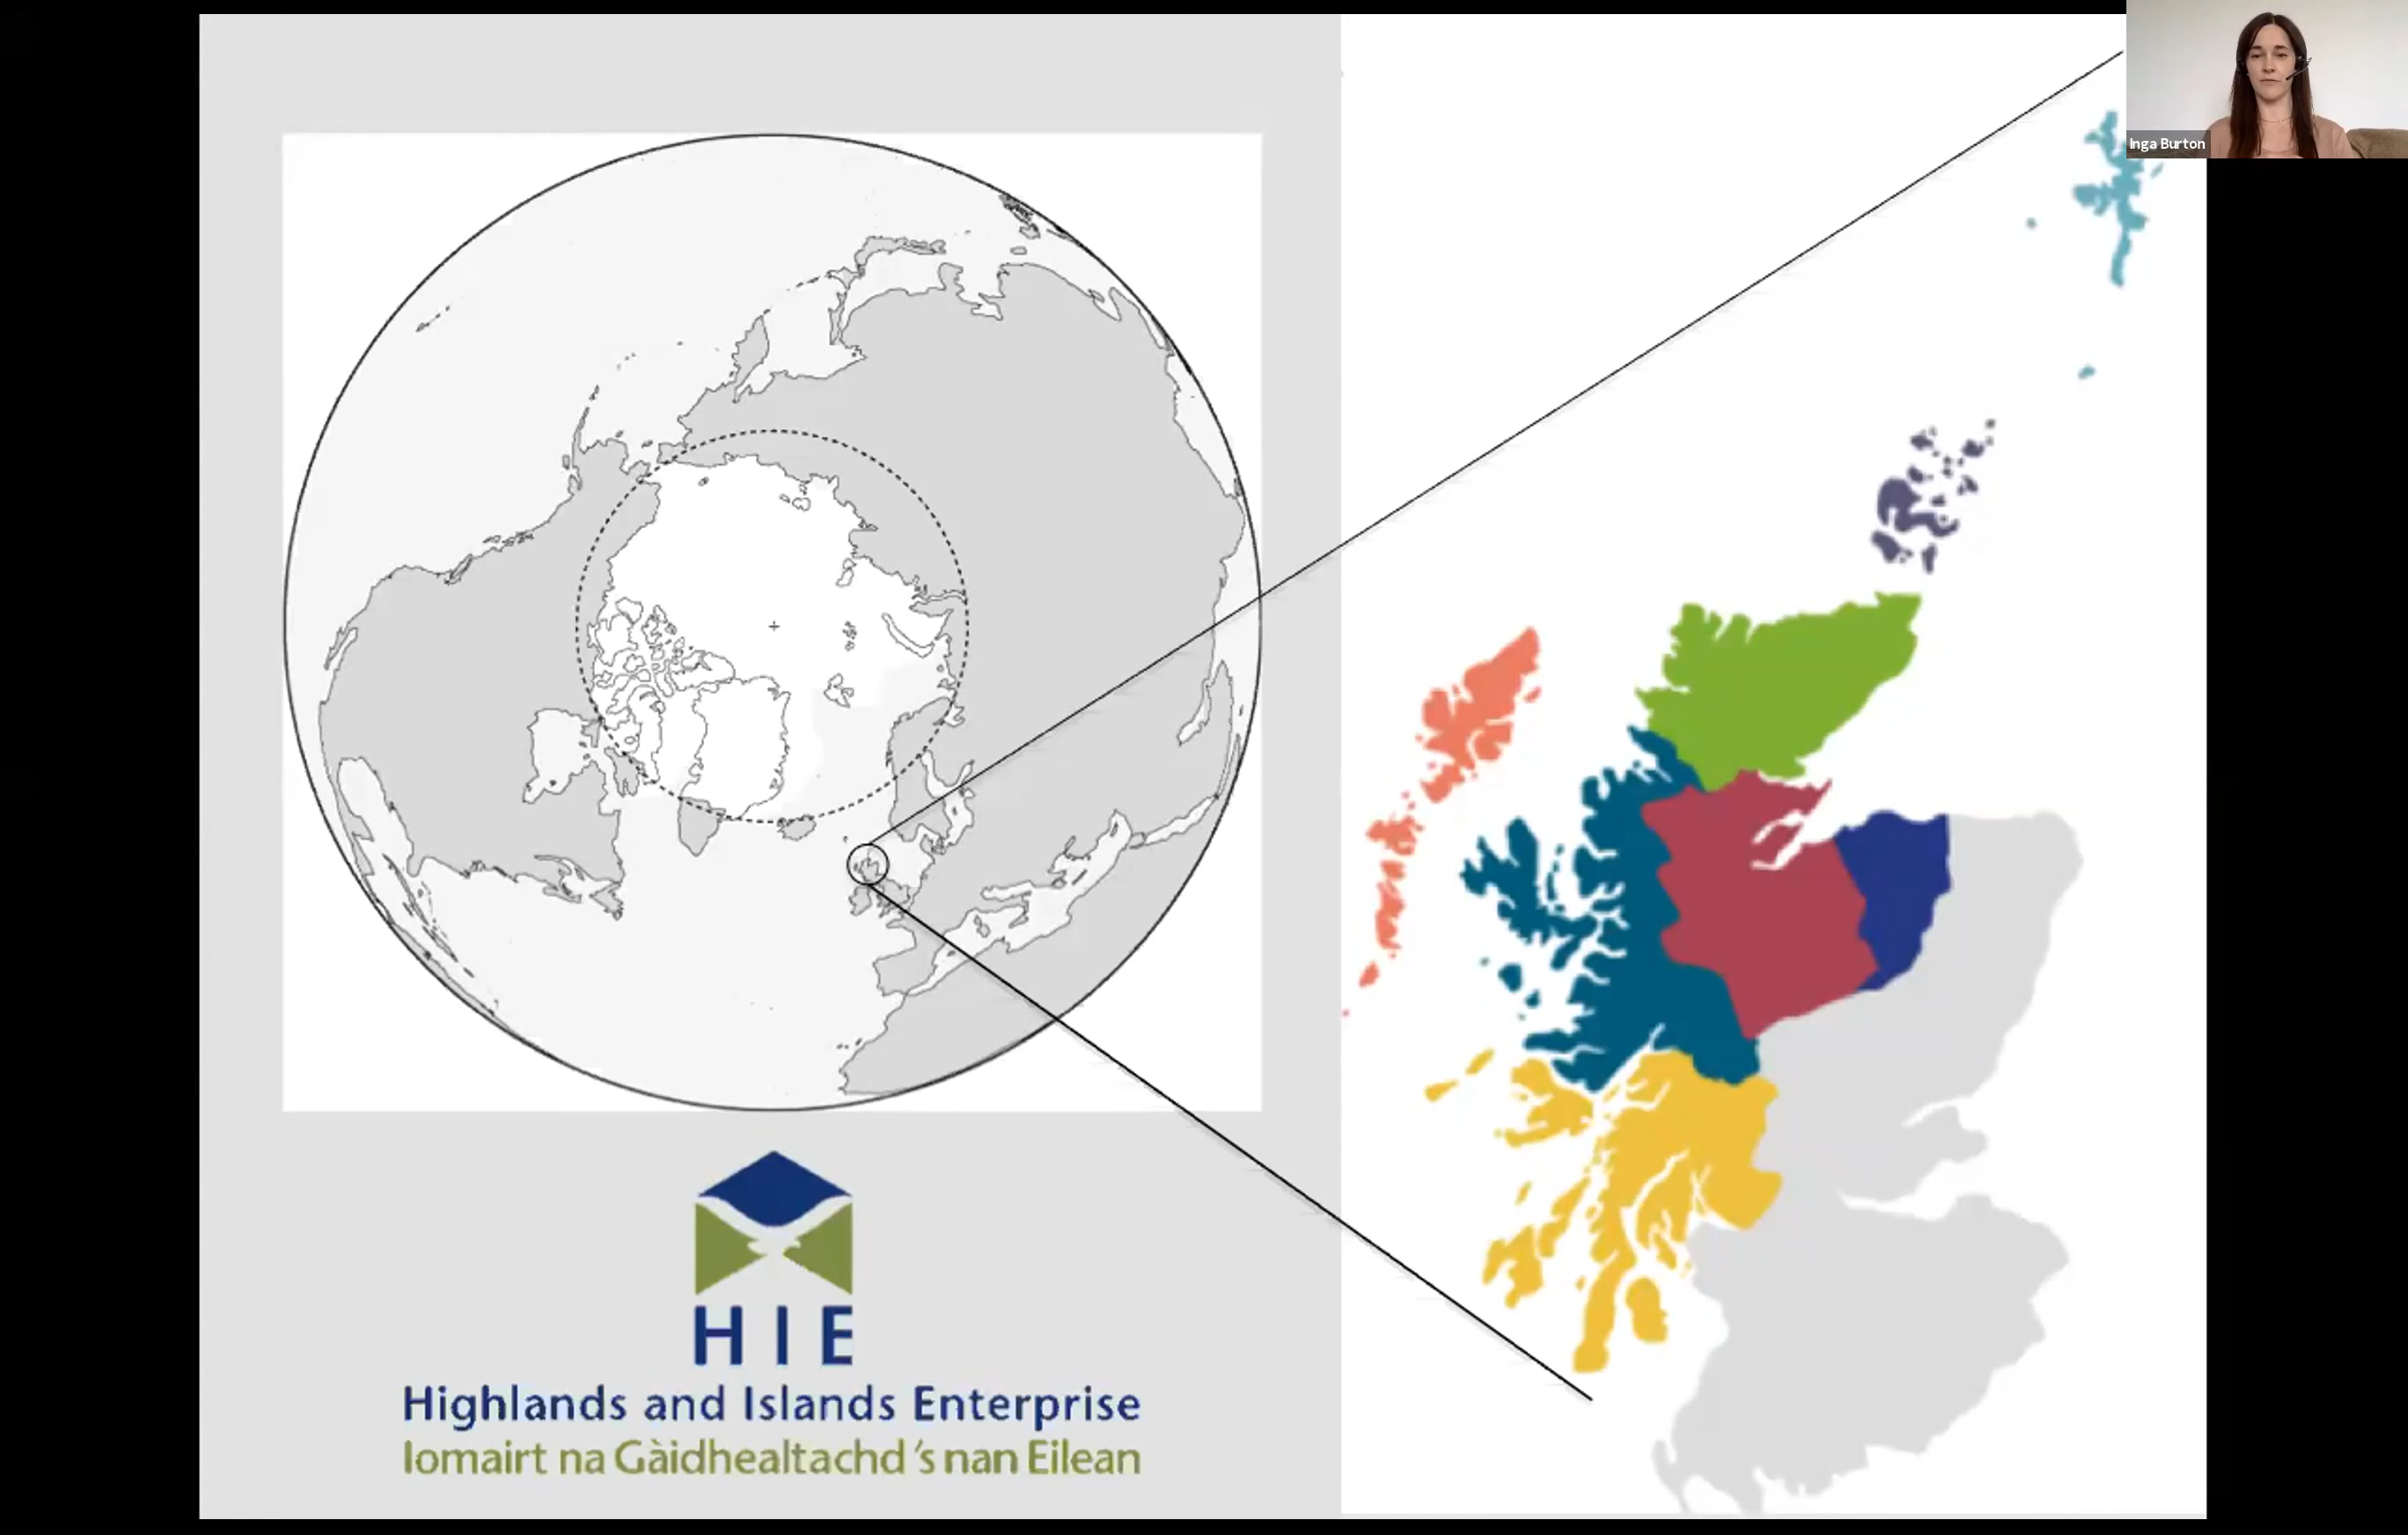 Inga Burton
HIE
Highlands and Islands Enterprise
Iomairt na Gàidhealtachd 's nan Eilean